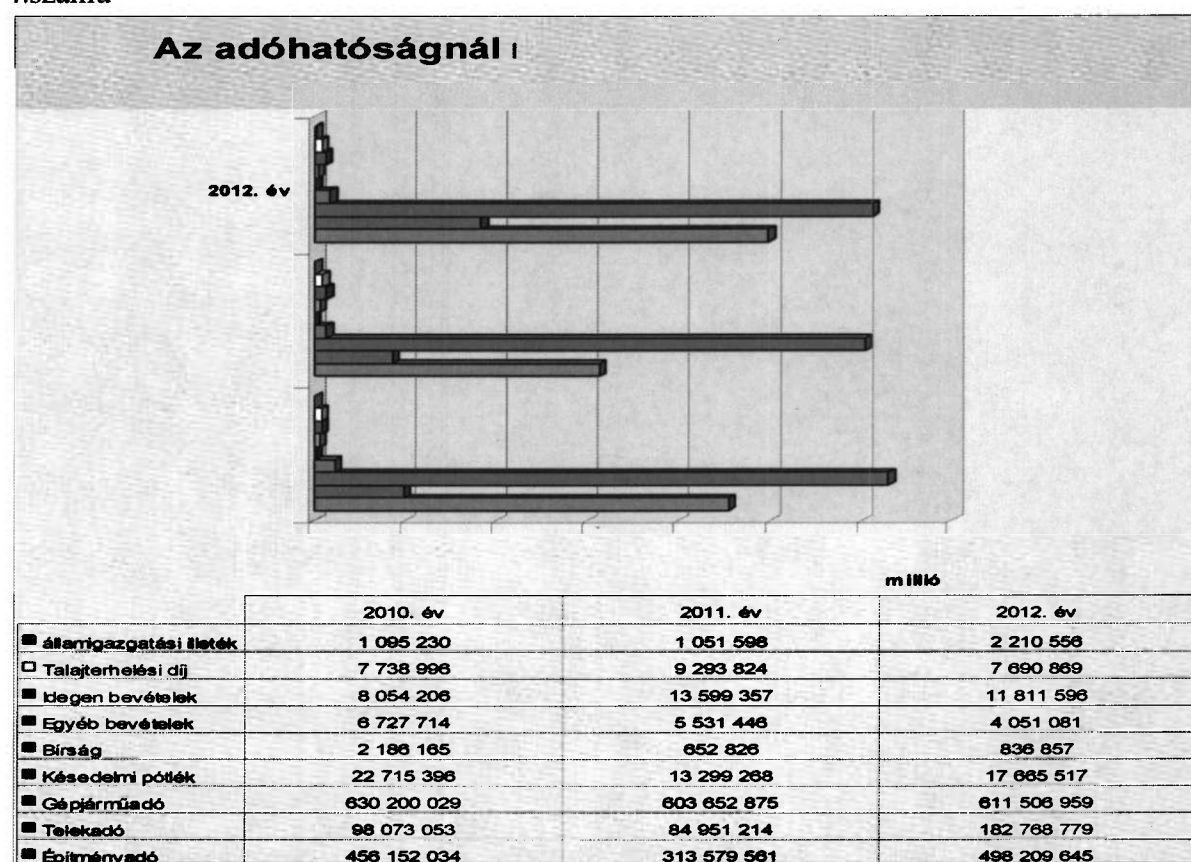 Az adóhatóságnál
2012. év
millió
2010. év 2011. év 2012. év
államigazgatási illeték 1 095 230 1 051 598 2 210 556
Talajterhelési díj 7 738 996 9 293 824 7 690 869
Idegen bevételek 8 054 206 13 599 357 11 811 596
Egyéb bevételek 6 727 714 5 531 446 4 051 081
Bírság 2 186 165 652 826 836 857
Késedelmi pótlék 22 715 396 13 299 268 17 665 517
Gépjárműadó 630 200 029 603 652 875 611 506 959
Telekadó 98 073 053 84 951 214 182 768 779
Építményadó 456 152 034 313 579 561 498 209 645